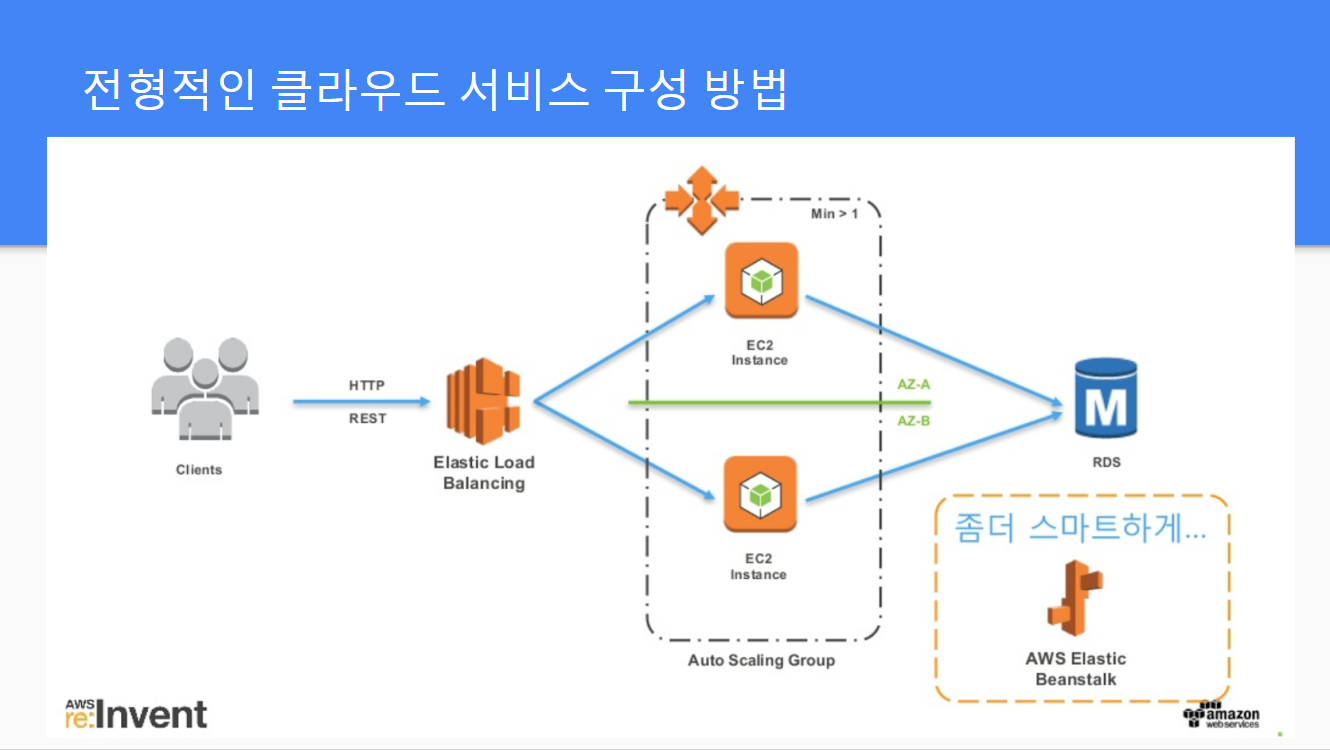 전형적인 클라우드 서비스 구성 방법
Min > 1
EC2
Instance
HTTP
REST
Clients
Elastic Load
Balancing
AZ-A
AZ-B
M
RDS
EC2
Instance
Auto Scaling Group
좀더 스마트하게...
AWS Elastic
Beanstalk
AWS
re:Invent
amazon
webservices